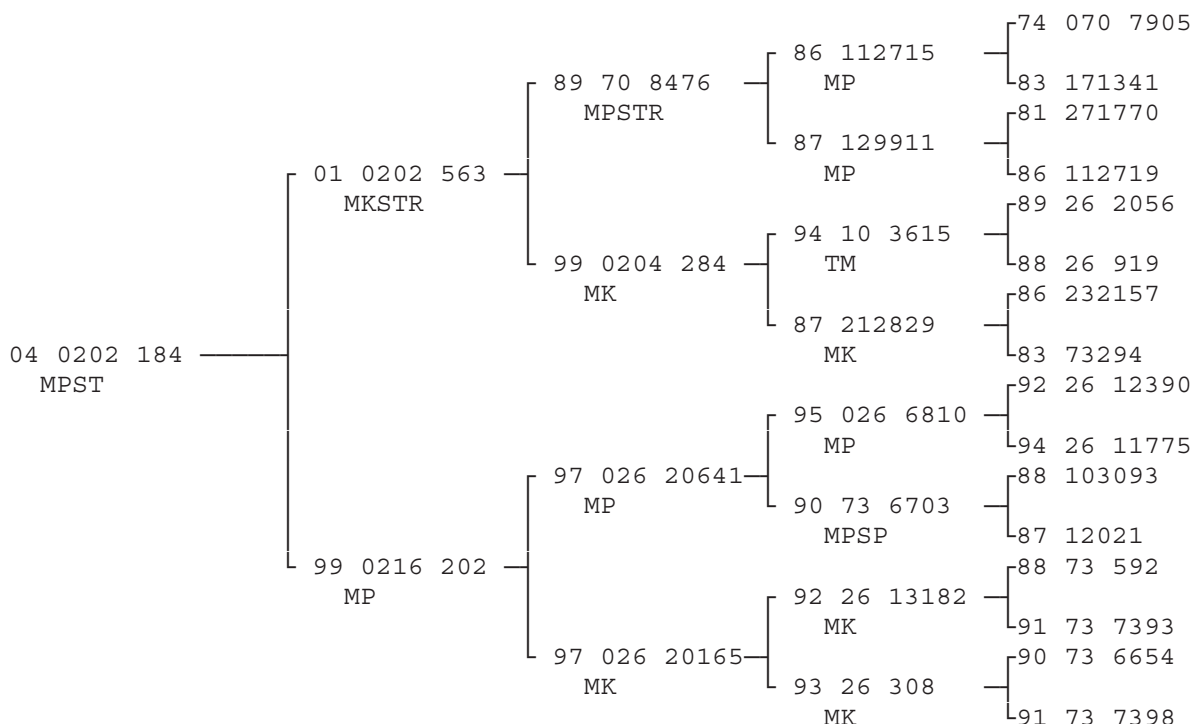 74 070 7905
86 112715
89 70 8476 MP 83 171341
MPSTR 81 271770
87 129911
01 0202 563 MP 86 112719
MKSTR 89 26 2056
94 10 3615
99 0204 284 TM 88 26 919
MK 86 232157
87 212829
04 0202 184 MK 83 73294
MPST 92 26 12390
95 026 6810
MP 94 26 11775
97 026 20641 88 103093
MP 90 73 6703
MPSP 87 12021
99 0216 202 88 73 592
MP 92 26 13182
MK 91 73 7393
97 026 20165 90 73 6654
MK 93 26 308
MK 91 73 7398